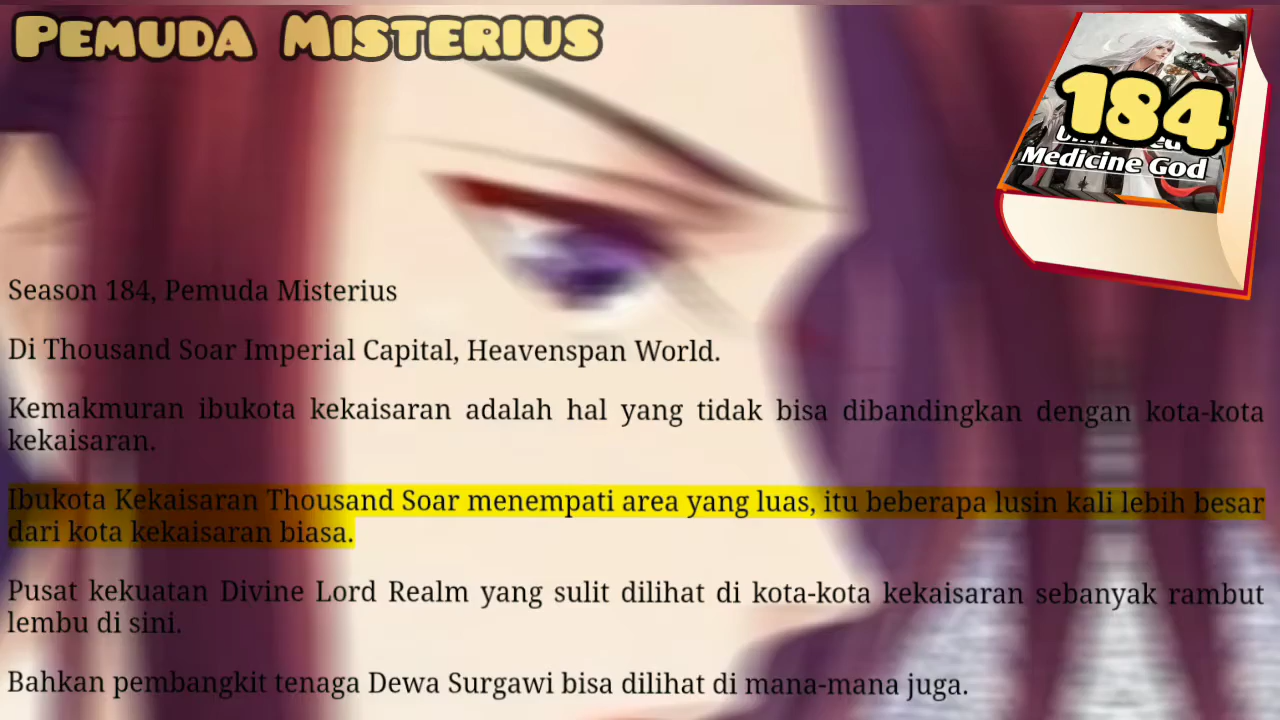 Pemuda Misterius
184
Medicine God
Season 184, Pemuda Misterius
Di Thousand Soar Imperial Capital, Heavenspan World.
Kemakmuran ibukota kekaisaran adalah hal yang tidak bisa dibandingkan dengan kota-kota
kekaisaran.
Ibukota Kekaisaran Thousand Soar menempati area yang luas, itu beberapa lusin kali lebih besar
dari kota kekaisaran biasa.
Pusat kekuatan Divine Lord Realm yang sulit dilihat di kota-kota kekaisaran sebanyak rambut
lembu di sini.
Bahkan pembangkit tenaga Dewa Surgawi bisa dilihat di mana-mana juga.